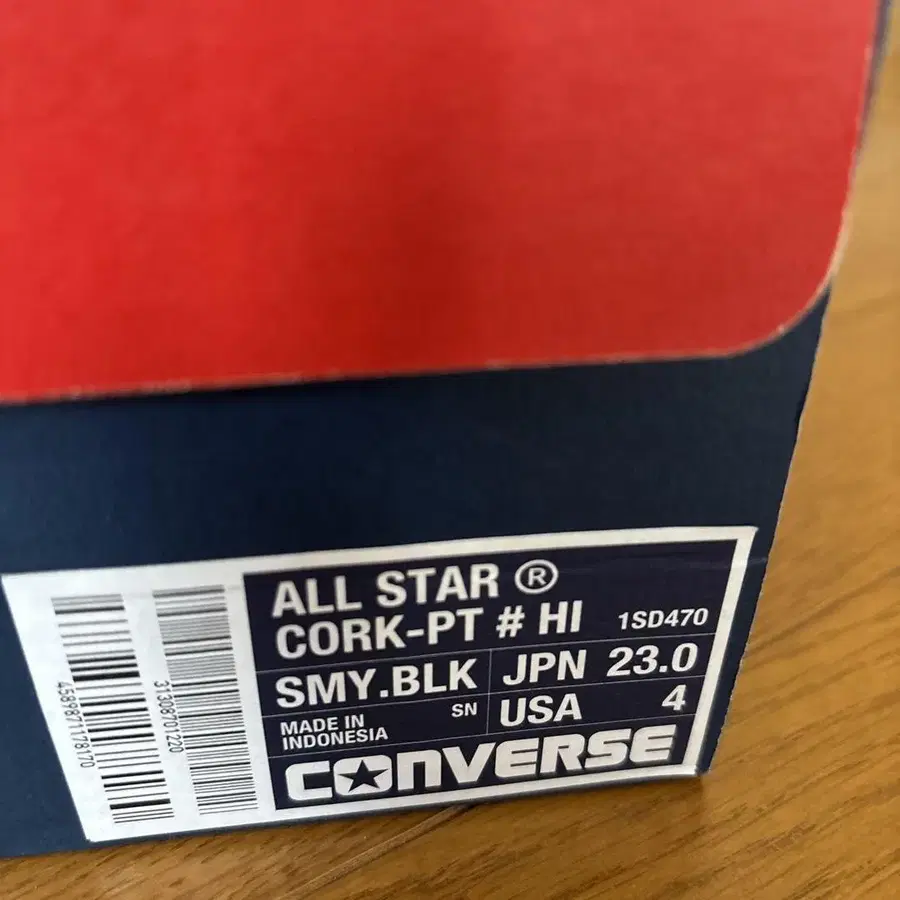 ALL STAR ®
CORK-PT # HI 1SD470
SMY.BLK JPN 23.0
MADE IN INDONESIA SN USA 4
CONVERSE
4589871178170
31308701220